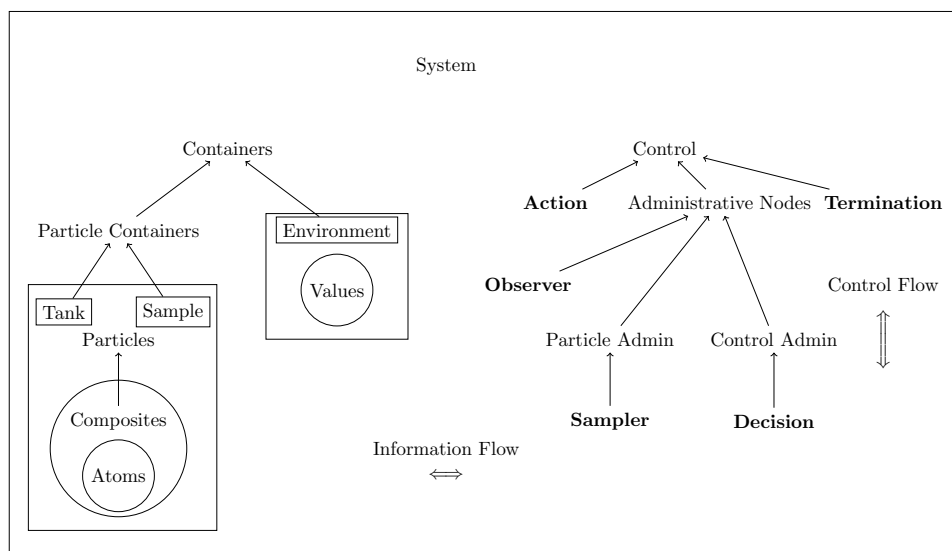 System
Containers
Control
Action
Administrative Nodes
Termination
Particle Containers
Environment
Observer
Control Flow
Values
Tank
Sample
Particles
Particle Admin
Control Admin
Composites
Sampler
Decision
Information Flow
Atoms